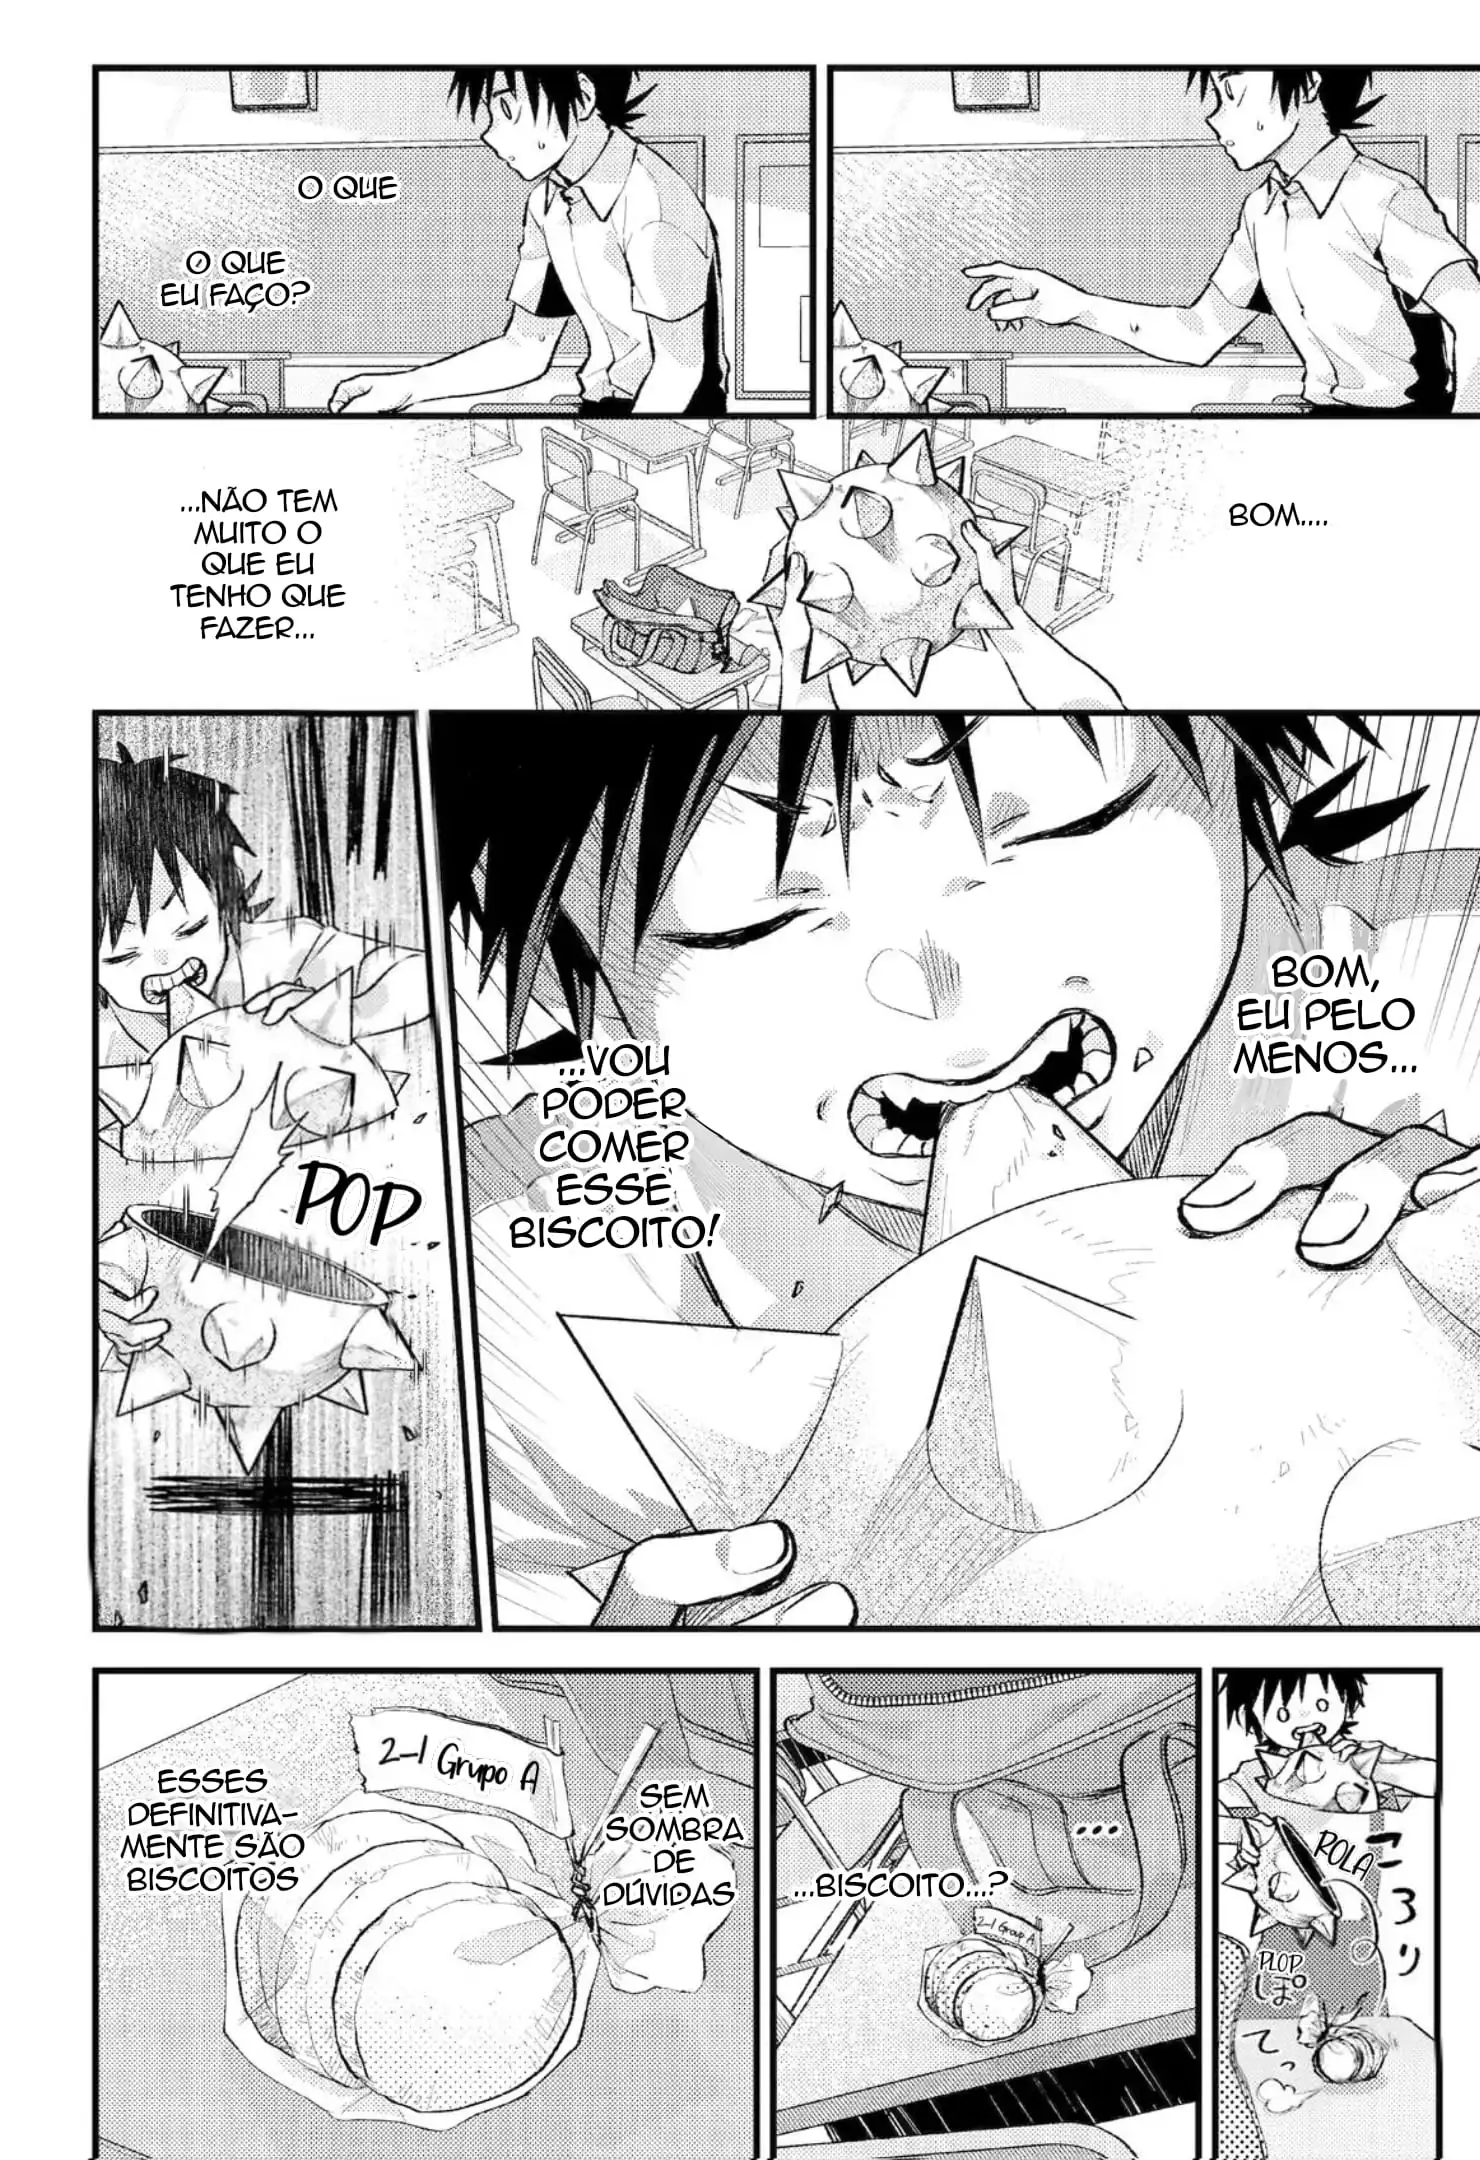 O QUE
O QUE
EU FAÇO?
BOM....
...NÃO TEM
MUITO O
QUE EU
TENHO QUE
FAZER...
BOM,
EU PELO
MENOS...
...VOU
PODER
COMER
ESSE
BISCOITO!
POP
ROLA
ころり
PLOP
ぽ
てっ
...
...BISCOITO...?
2-1 Grupo A
2-1 Grupo A
SEM
SOMBRA
DE
DÚVIDAS
ESSES
DEFINITIVA-
MENTE SÃO
BISCOITOS